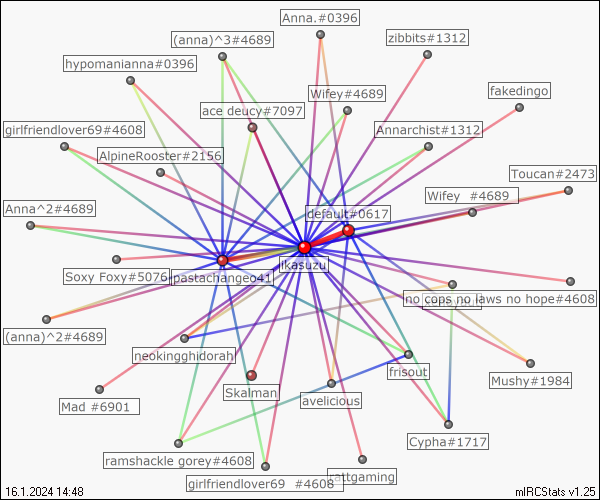 Anna.#0396
(anna)^3#4689
zibbits#1312
hypomanianna#0396
Wifey#4689
fakedingo
ace deucy#7097
girlfriendlover69#4608
Annarchist#1312
AlpineRooster#2156
Toucan#2473
Wifey #4689
Anna^2#4689
default#0617
jkasuzu
Soxy Foxy#5076
pastachangeo41
no cops no laws no hope#4608
(anna)^2#4689
neokingghidorah
frisout
Mushy#1984
Skalman
Mad #6901
avelicious
Cypha#1717
ramshackle gorey#4608
girlfriendlover69 #4608
attgaming
16.1.2024 14:48
mIRCStats v1.25